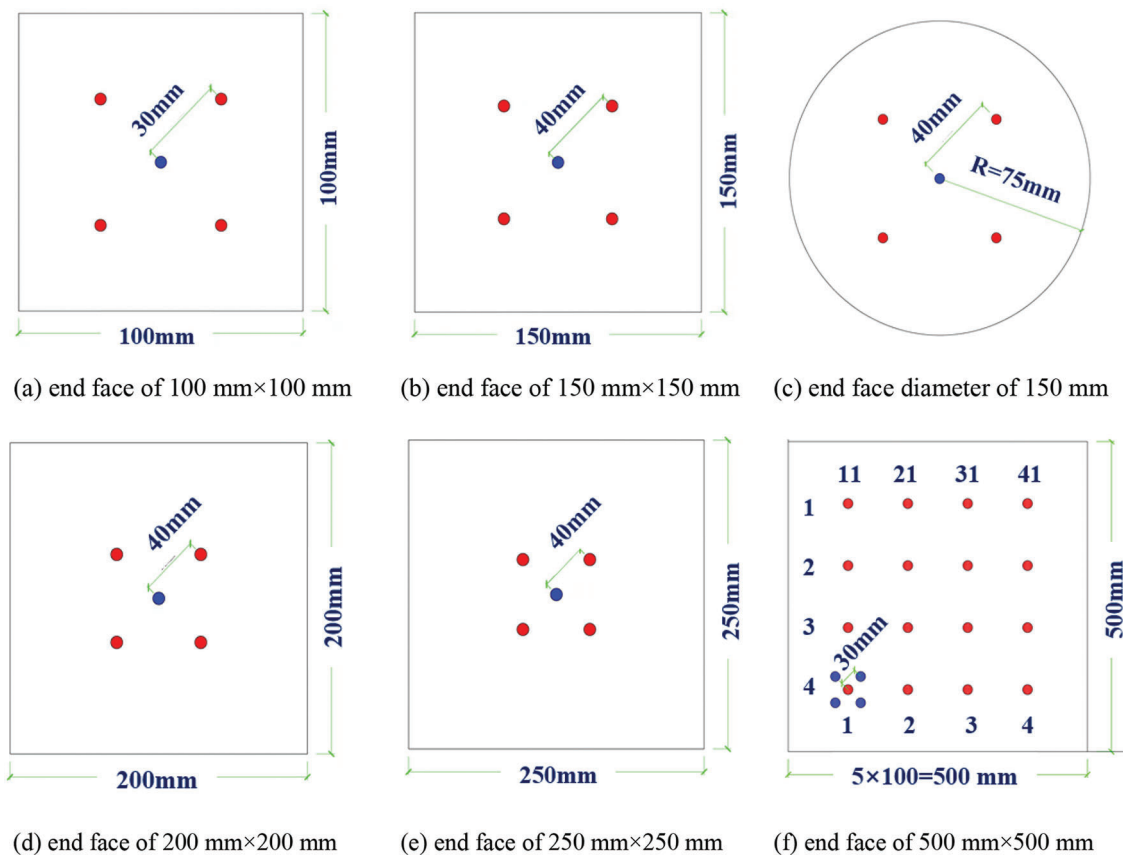 30mm
100mm
100mm
(a) end face of 100 mm×100 mm
40mm
150mm
150mm
(b) end face of 150 mm×150 mm
40mm
R=75mm
(c) end face diameter of 150 mm
40mm
200mm
200mm
(d) end face of 200 mm×200 mm
40mm
250mm
250mm
(e) end face of 250 mm×250 mm
11 21 31 41
1
2
3
30mm
4
1 2 3 4
500mm
5×100=500 mm
(f) end face of 500 mm×500 mm